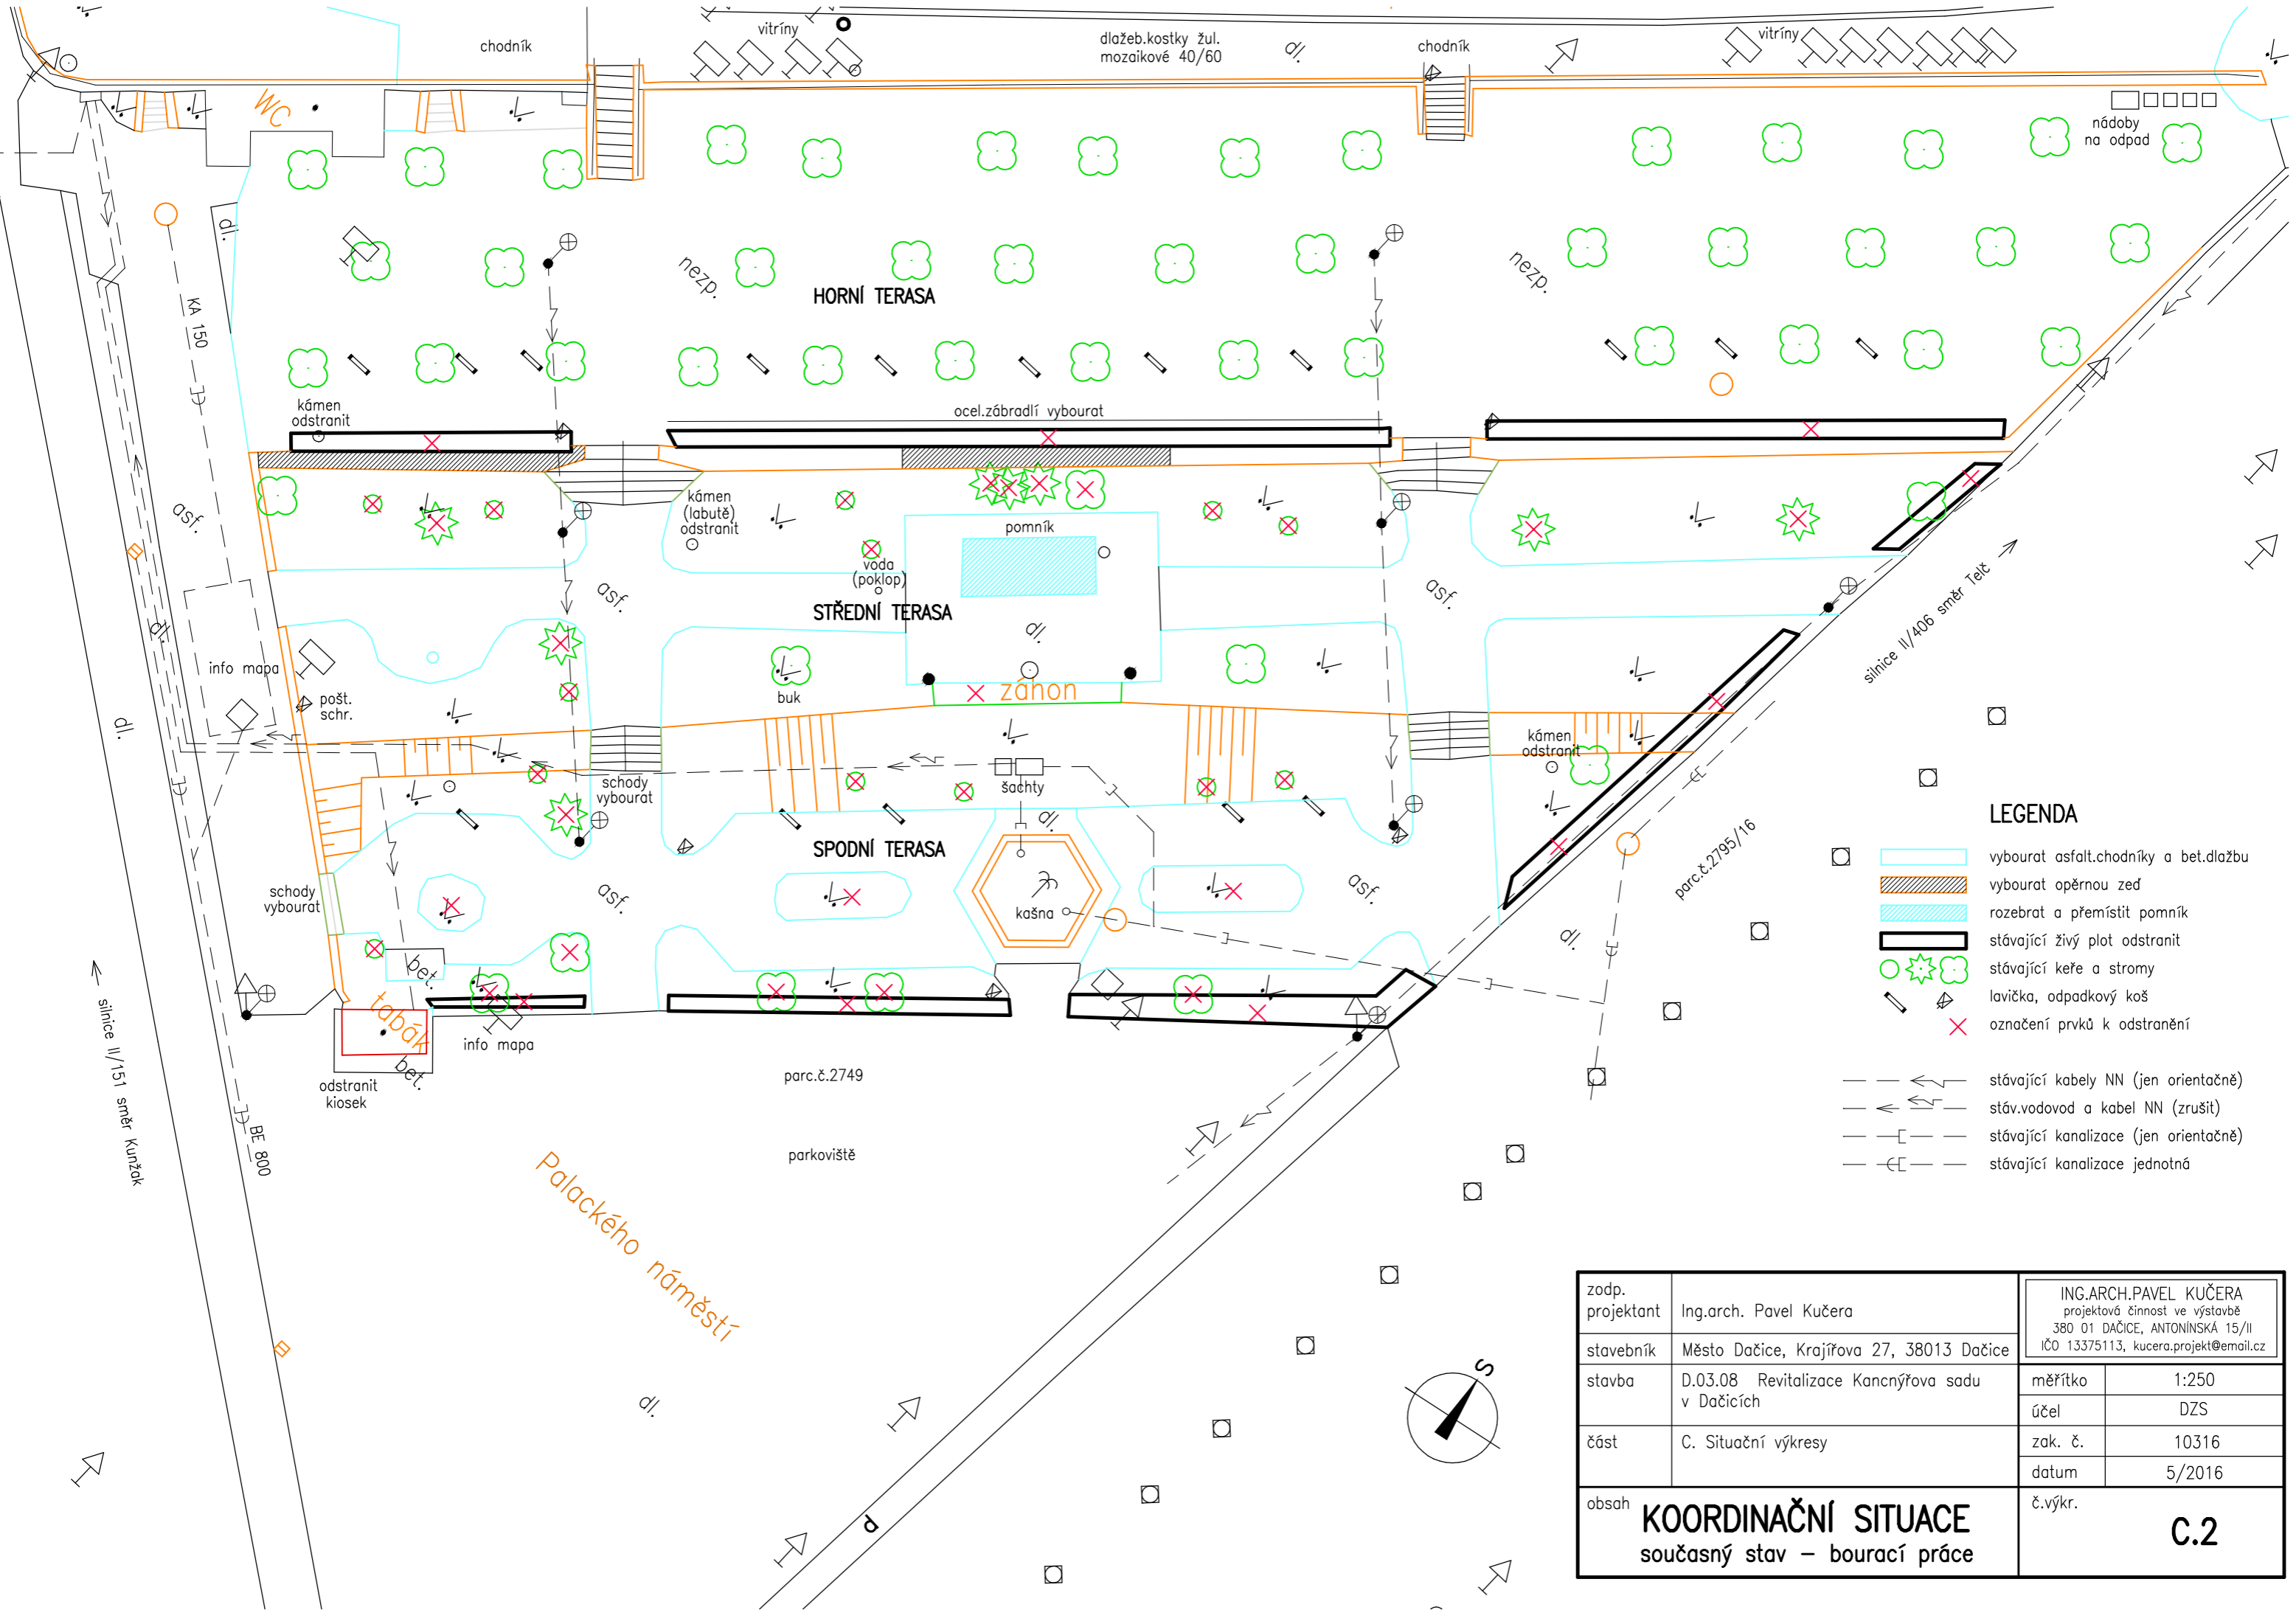 chodník
vitríny
dlažeb.kostky žul.
mozaikové 40/60
dl.
chodník
vitríny
WC
nádoby
na odpad
dl.
KA 150
nezp.
HORNÍ TERASA
nezp.
kámen
odstranit
ocel.zábradlí vybourat
asf.
kámen
(labutě)
odstranit
pomník
voda
(poklop)
asf.
STŘEDNÍ TERASA
asf.
dl.
dl.
silnice II/406 směr Telč
info mapa
pošt.
schr.
buk
záhon
dl.
kámen
odstranit
schody
vybourat
šachty
dl.
SPODNÍ TERASA
parc.č.2795/16
schody
vybourat
asf.
asf.
kašna
dl.
bet.
tabák
bet.
info mapa
odstranit
kiosek
parc.č.2749
silnice II/151 směr Kunžak
BE 800
parkoviště
Palackého náměstí
dl.
p
S
LEGENDA
vybourat asfalt.chodníky a bet.dlažbu
vybourat opěrnou zeď
rozebrat a přemístit pomník
stávající živý plot odstranit
stávající keře a stromy
lavička, odpadkový koš
označení prvků k odstranění
stávající kabely NN (jen orientačně)
stáv.vodovod a kabel NN (zrušit)
stávající kanalizace (jen orientačně)
stávající kanalizace jednotná
zodp.
projektant
Ing.arch. Pavel Kučera
ING.ARCH.PAVEL KUČERA
projektová činnost ve výstavbě
380 01 DAČICE, ANTONÍNSKÁ 15/II
IČO 13375113, kucera.projekt@email.cz
stavebník
Město Dačice, Krajířova 27, 38013 Dačice
stavba
D.03.08 Revitalizace Kancnýřova sadu
v Dačicích
měřítko
1:250
účel
DZS
část
C. Situační výkresy
zak. č.
10316
datum
5/2016
obsah
KOORDINAČNÍ SITUACE
současný stav – bourací práce
č.výkr.
C.2